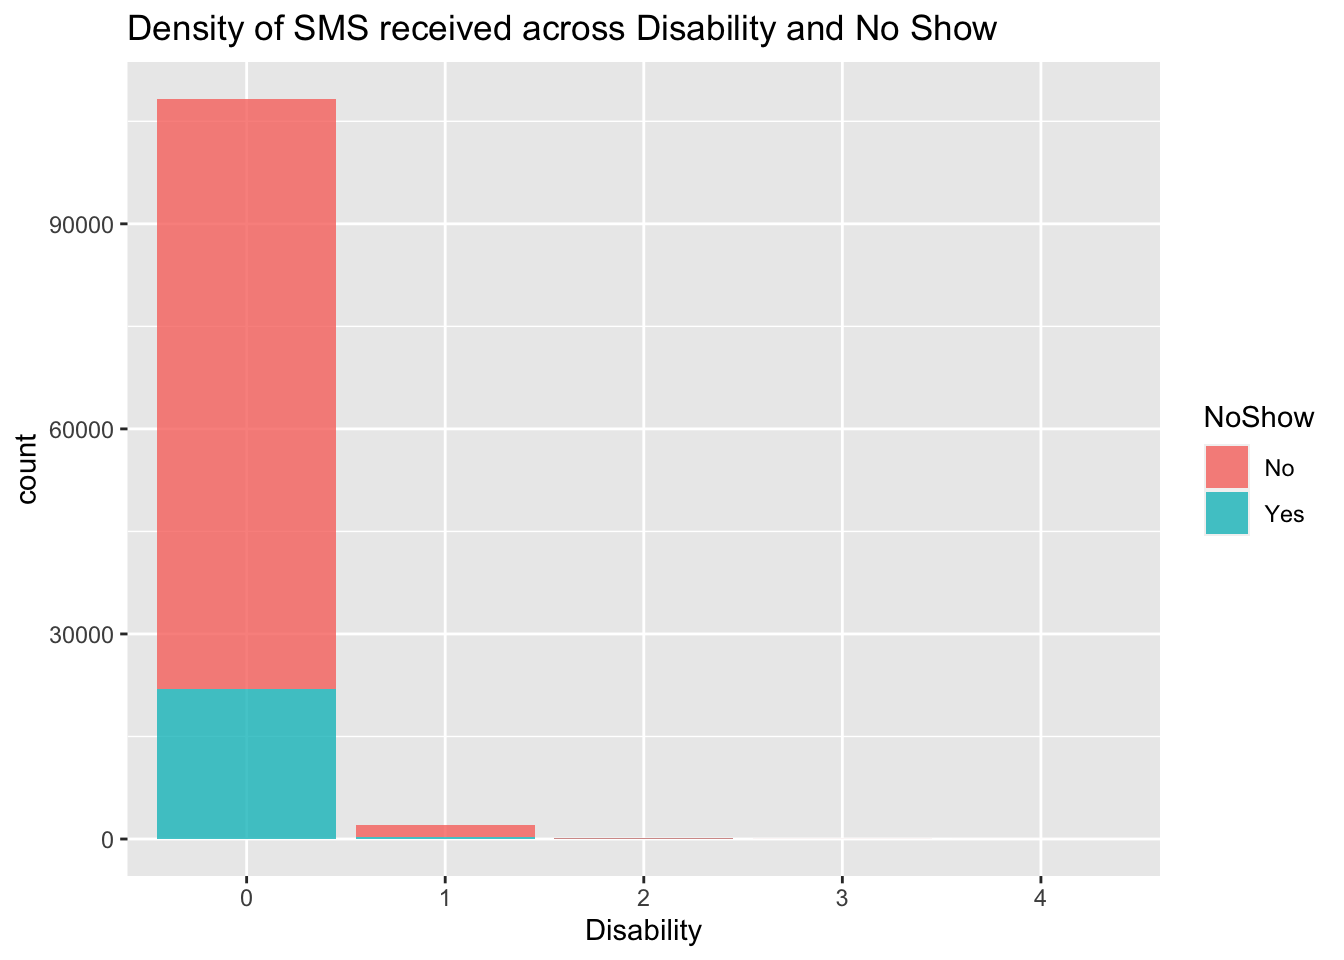 Density of SMS received across Disability and No Show
90000
60000
30000
0
count
0 1 2 3 4
Disability
NoShow
No
Yes